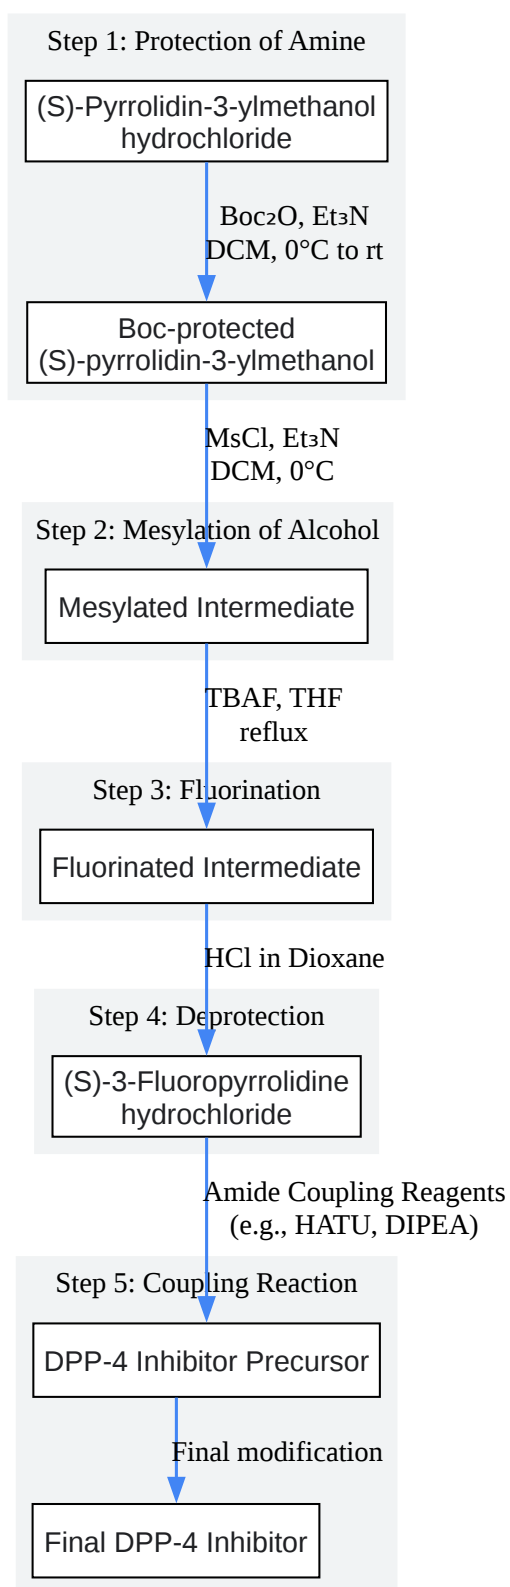 Step 1: Protection of Amine
(S)-Pyrrolidin-3-ylmethanol
hydrochloride
Boc₂O, Et₃N
DCM, 0°C to rt
Boc-protected
(S)-pyrrolidin-3-ylmethanol
MsCl, Et₃N
DCM, 0°C
Step 2: Mesylation of Alcohol
Mesylated Intermediate
TBAF, THF
reflux
Step 3: Fluorination
Fluorinated Intermediate
HCl in Dioxane
Step 4: Deprotection
(S)-3-Fluoropyrrolidine
hydrochloride
Amide Coupling Reagents
(e.g., HATU, DIPEA)
Step 5: Coupling Reaction
DPP-4 Inhibitor Precursor
Final modification
Final DPP-4 Inhibitor